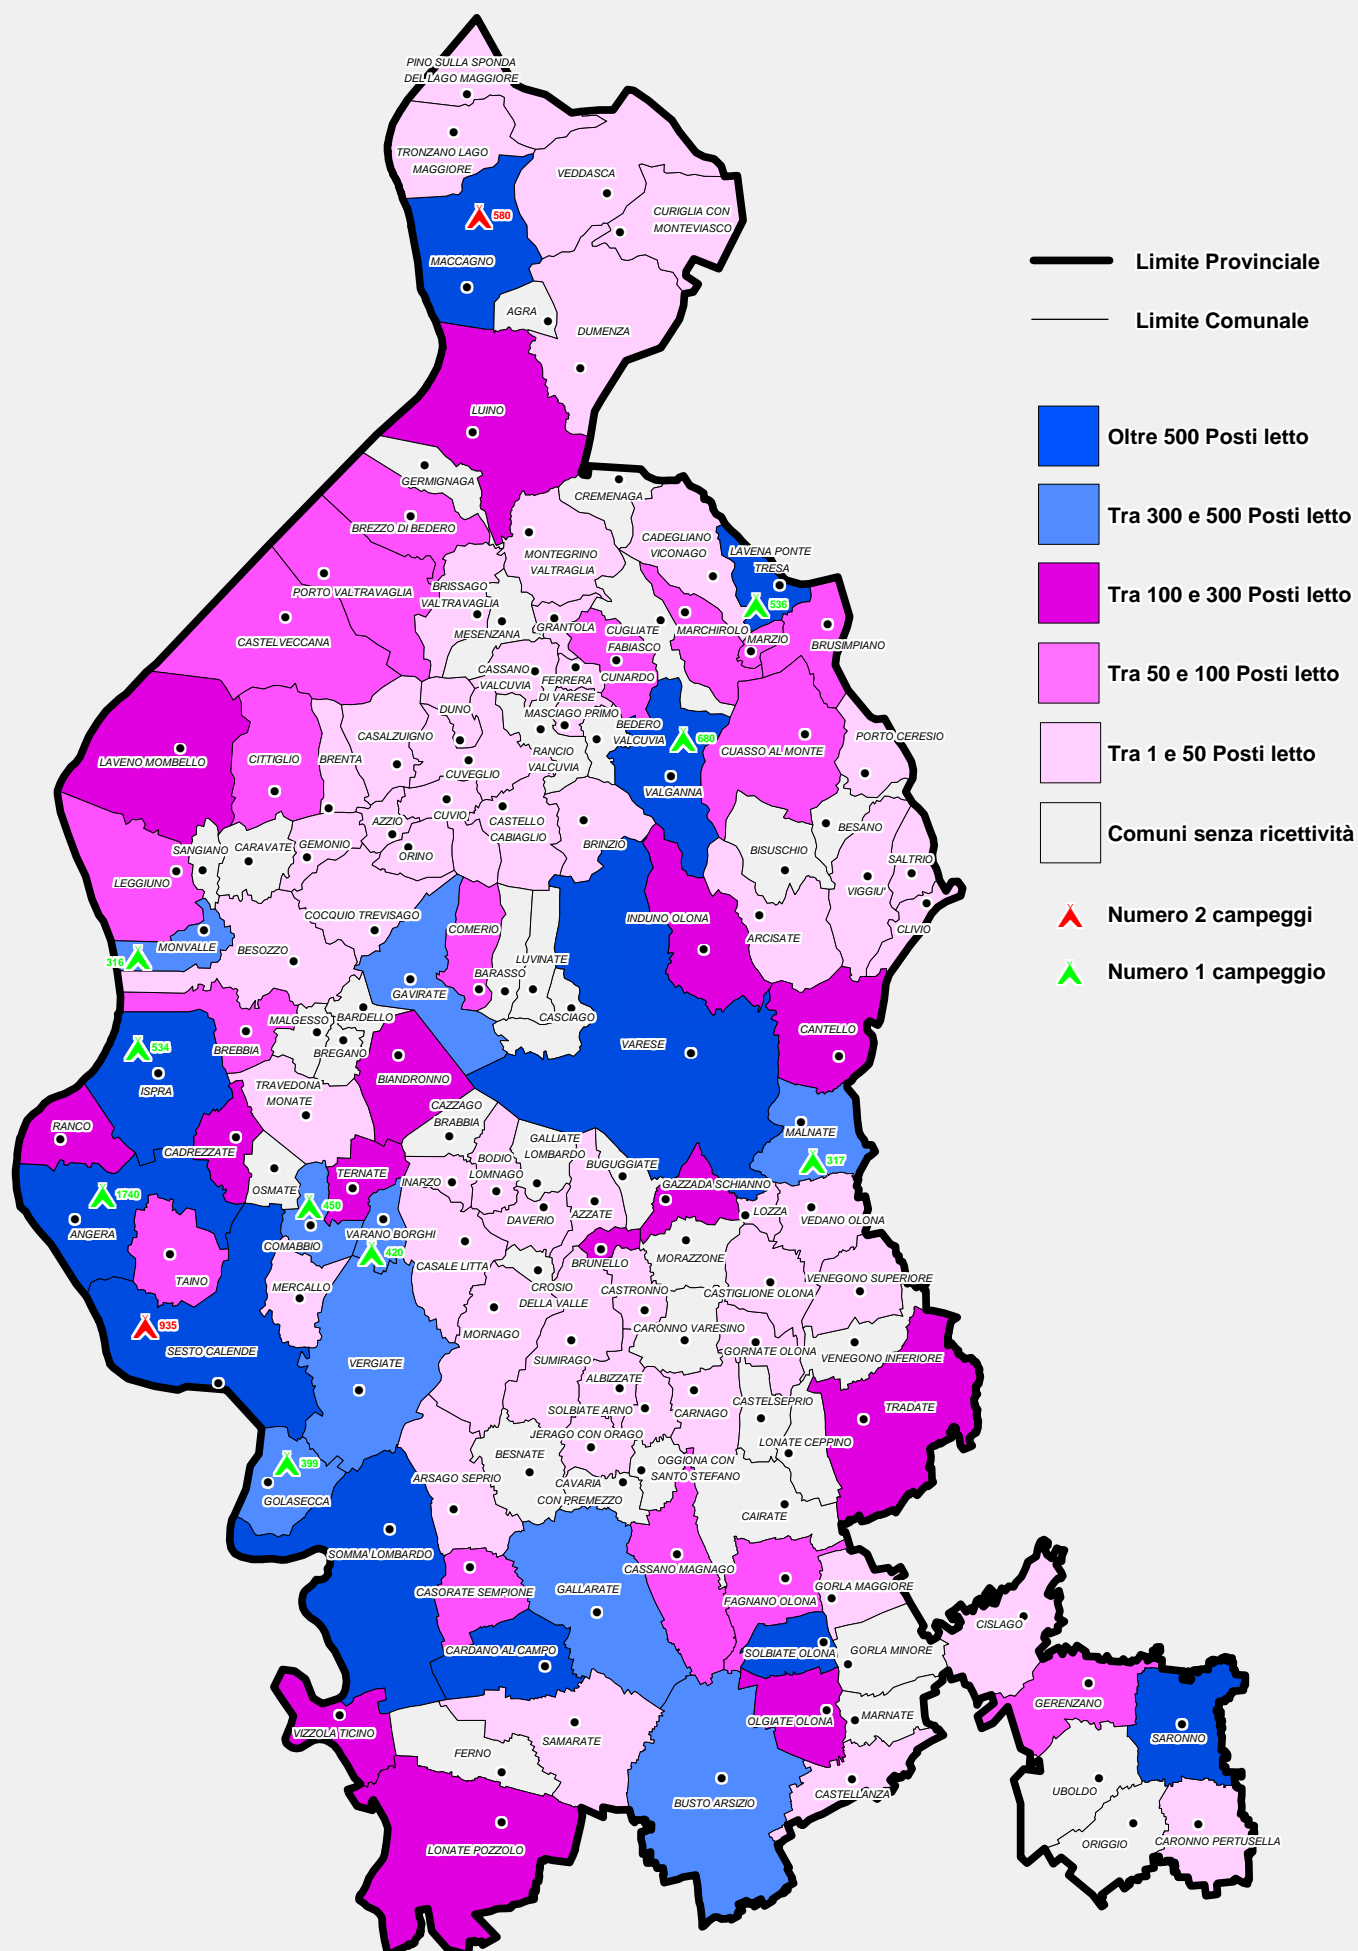 PINO SULLA SPONDA
DEL LAGO MAGGIORE
TRONZANO LAGO
MAGGIORE
VEDDASCA
CURIGLIA CON
MONTEVIASCO
580
MACCAGNO
AGRA
DUMENZA
LUINO
GERMIGNAGA
CREMENAGA
BREZZO DI BEDERO
MONTEGRINO
VALTRAGLIA
CADEGLIANO
VICONAGO
LAVENA PONTE
TRESA
536
PORTO VALTRAVAGLIA
BRISSAGO
VALTRAVAGLIA
MESENZANA
GRANTOLA
CUGLIATE
FABIASCO
MARCHIROLO
MARZIO
BRUSIMPIANO
CASTELVECCANA
CASSANO
VALCUVIA
FERRERA
DI VARESE
CUNARDO
MASCIAGO PRIMO
BEDERO
VALCUVIA
680
DUNO
CASALZUIGNO
RANCIO
VALCUVIA
CUASSO AL MONTE
PORTO CERESIO
LAVENO MOMBELLO
CITTIGLIO
BRENTA
CUVEGLIO
VALGANNA
AZZIO
CUVIO
CASTELLO
CABIAGLIO
BRINZIO
BESANO
SANGIANO
CARAVATE
GEMONIO
ORINO
BISUSCHIO
SALTRIO
LEGGIUNO
VIGGIU'
COCQUIO TREVISAGO
COMERIO
INDUNO OLONA
ARCISATE
CLIVIO
MONVALLE
316
BESOZZO
LUVINATE
BARASSO
GAVIRATE
CASCIAGO
MALGESSO
BARDELLO
BREBBIA
BREGANO
VARESE
CANTELLO
534
ISPRA
TRAVEDONA
MONATE
BIANDRONNO
CAZZAGO
BRABBIA
RANCO
CADREZZATE
MALNATE
317
GALLIATE
LOMBARDO
BODIO
LOMNAGO
BUGUGGIATE
OSMATE
TERNATE
INARZO
GAZZADA SCHIANNO
1740
450
ANGERA
COMABBIO
VARANO BORGHI
420
DAVERIO
AZZATE
LOZZA
VEDANO OLONA
TAINO
MERCALLO
CASALE LITTA
BRUNELLO
MORAZZONE
CROSIO
DELLA VALLE
CASTRONNO
CASTIGLIONE OLONA
VENEGONO SUPERIORE
935
SESTO CALENDE
MORNAGO
CARONNO VARESINO
VERGIATE
SUMIRAGO
GORNATE OLONA
VENEGONO INFERIORE
ALBIZZATE
SOLBIATE ARNO
CARNAGO
CASTELSEPRIO
TRADATE
JERAGO CON ORAGO
LONATE CEPPINO
399
GOLASECCA
ARSAGO SEPRIO
BESNATE
CAVARIA
CON PREMEZZO
OGGIONA CON
SANTO STEFANO
CAIRATE
SOMMA LOMBARDO
CASORATE SEMPIONE
GALLARATE
CASSANO MAGNAGO
FAGNANO OLONA
GORLA MAGGIORE
CARDANO AL CAMPO
SOLBIATE OLONA
GORLA MINORE
CISLAGO
VIZZOLA TICINO
OLGIATE OLONA
MARNATE
GERENZANO
SARONNO
FERNO
SAMARATE
BUSTO ARSIZIO
CASTELLANZA
UBOLDO
LONATE POZZOLO
ORIGGIO
CARONNO PERTUSELLA
Limite Provinciale
Limite Comunale
Oltre 500 Posti letto
Tra 300 e 500 Posti letto
Tra 100 e 300 Posti letto
Tra 50 e 100 Posti letto
Tra 1 e 50 Posti letto
Comuni senza ricettività
Numero 2 campeggi
Numero 1 campeggio